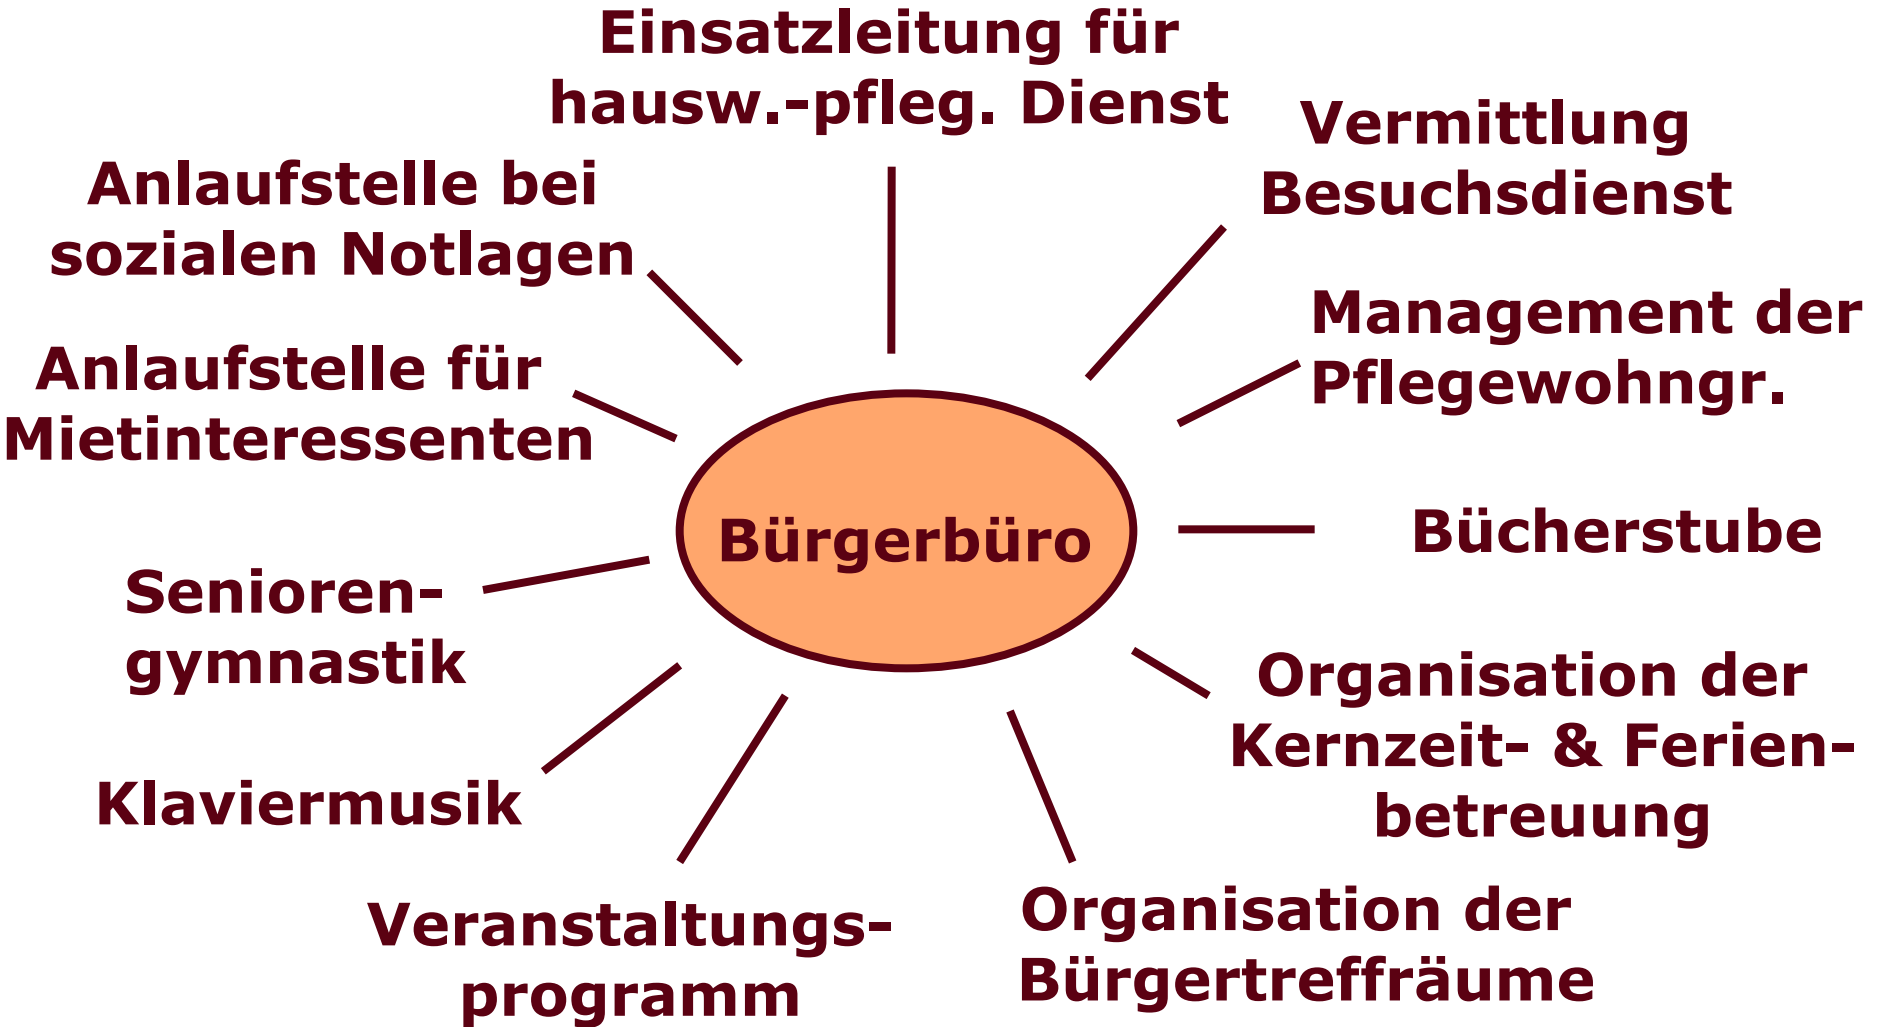 Einsatzleitung für
hausw.-pfleg. Dienst
Vermittlung
Besuchsdienst
Anlaufstelle bei
sozialen Notlagen
Management der
Pflegewohngr.
Anlaufstelle für
Mietinteressenten
Bürgerbüro
Bücherstube
Senioren-
gymnastik
Organisation der
Kernzeit- & Ferien-
betreuung
Klaviermusik
Veranstaltungs-
programm
Organisation der
Bürgertreffräume